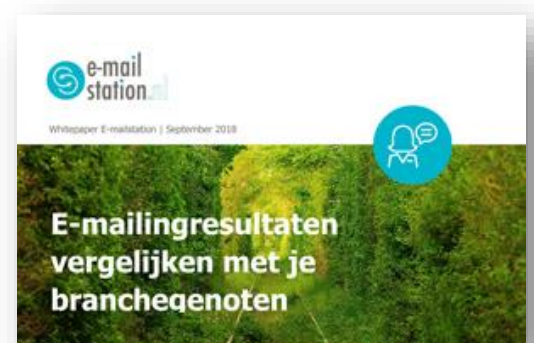 e-mail
station.nl
Whitepaper E-mailstation | September 2018
E-mailingresultaten
vergelijken met je
branchegenoten